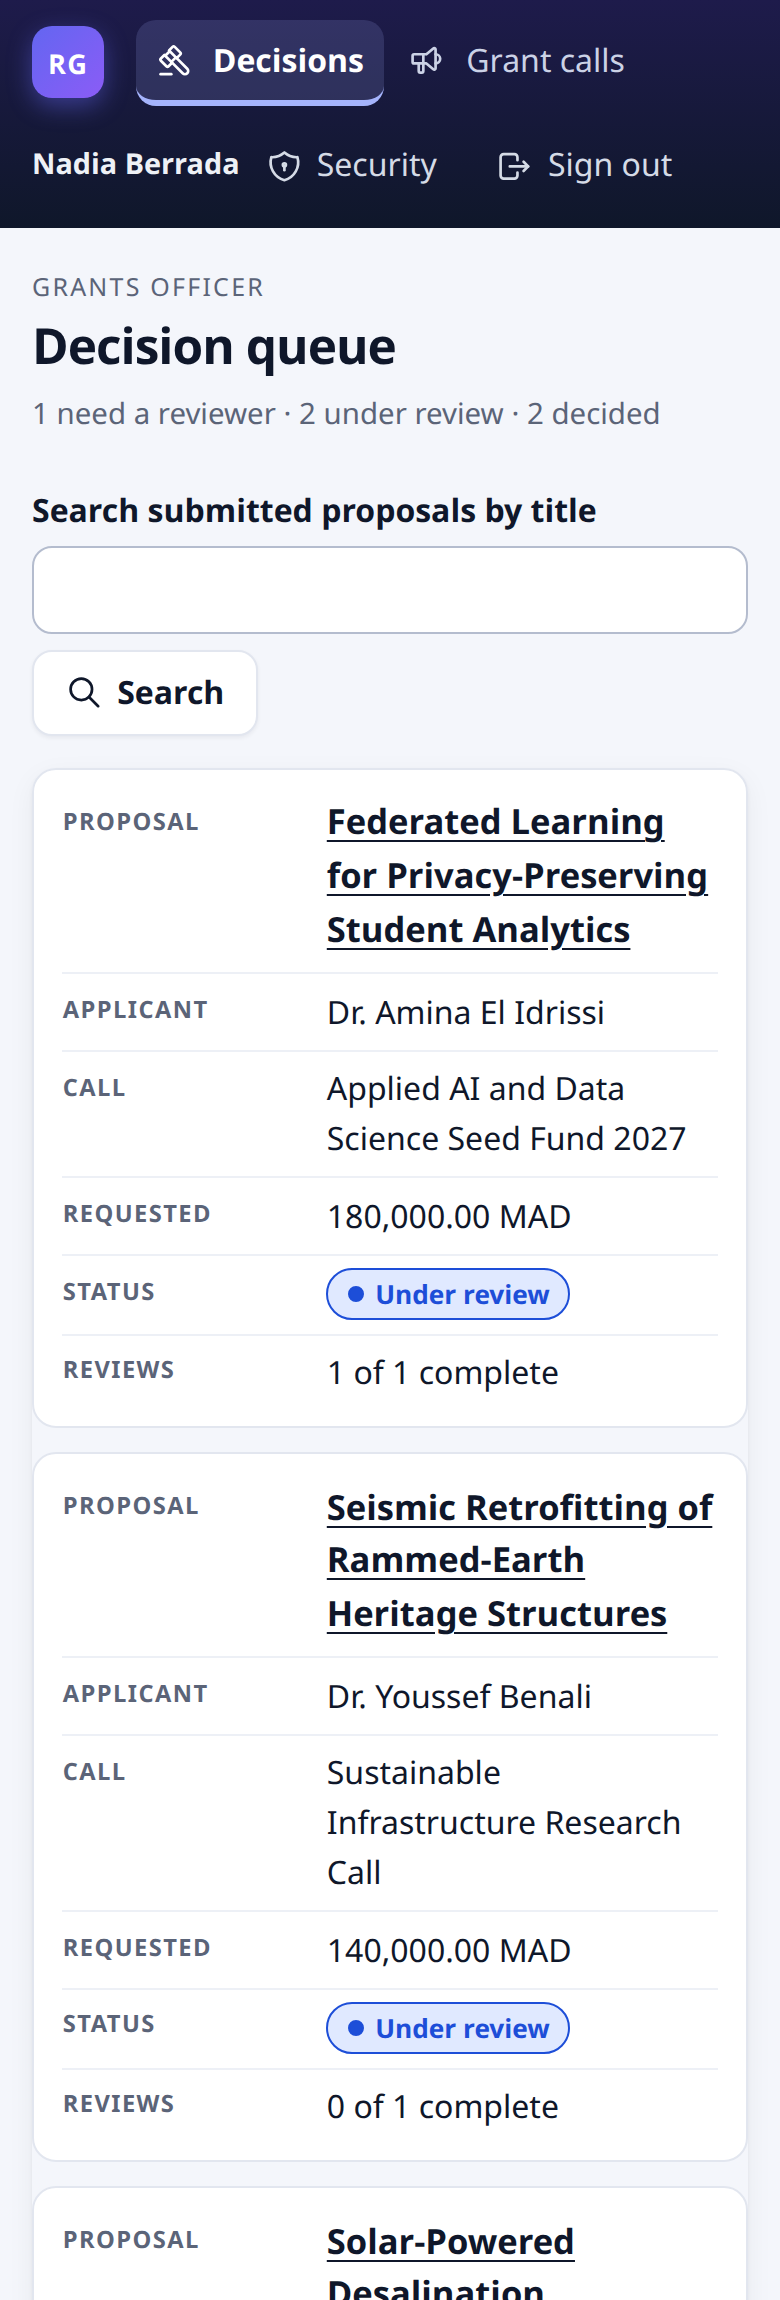 RG
Decisions
Grant calls
Nadia Berrada
Security
Sign out
GRANTS OFFICER
Decision queue
1 need a reviewer · 2 under review · 2 decided
Search submitted proposals by title
Search
PROPOSAL
Federated Learning
for Privacy-Preserving
Student Analytics
APPLICANT
Dr. Amina El Idrissi
CALL
Applied AI and Data
Science Seed Fund 2027
REQUESTED
180,000.00 MAD
STATUS
Under review
REVIEWS
1 of 1 complete
PROPOSAL
Seismic Retrofitting of
Rammed-Earth
Heritage Structures
APPLICANT
Dr. Youssef Benali
CALL
Sustainable
Infrastructure Research
Call
REQUESTED
140,000.00 MAD
STATUS
Under review
REVIEWS
0 of 1 complete
PROPOSAL
Solar-Powered
Desalination